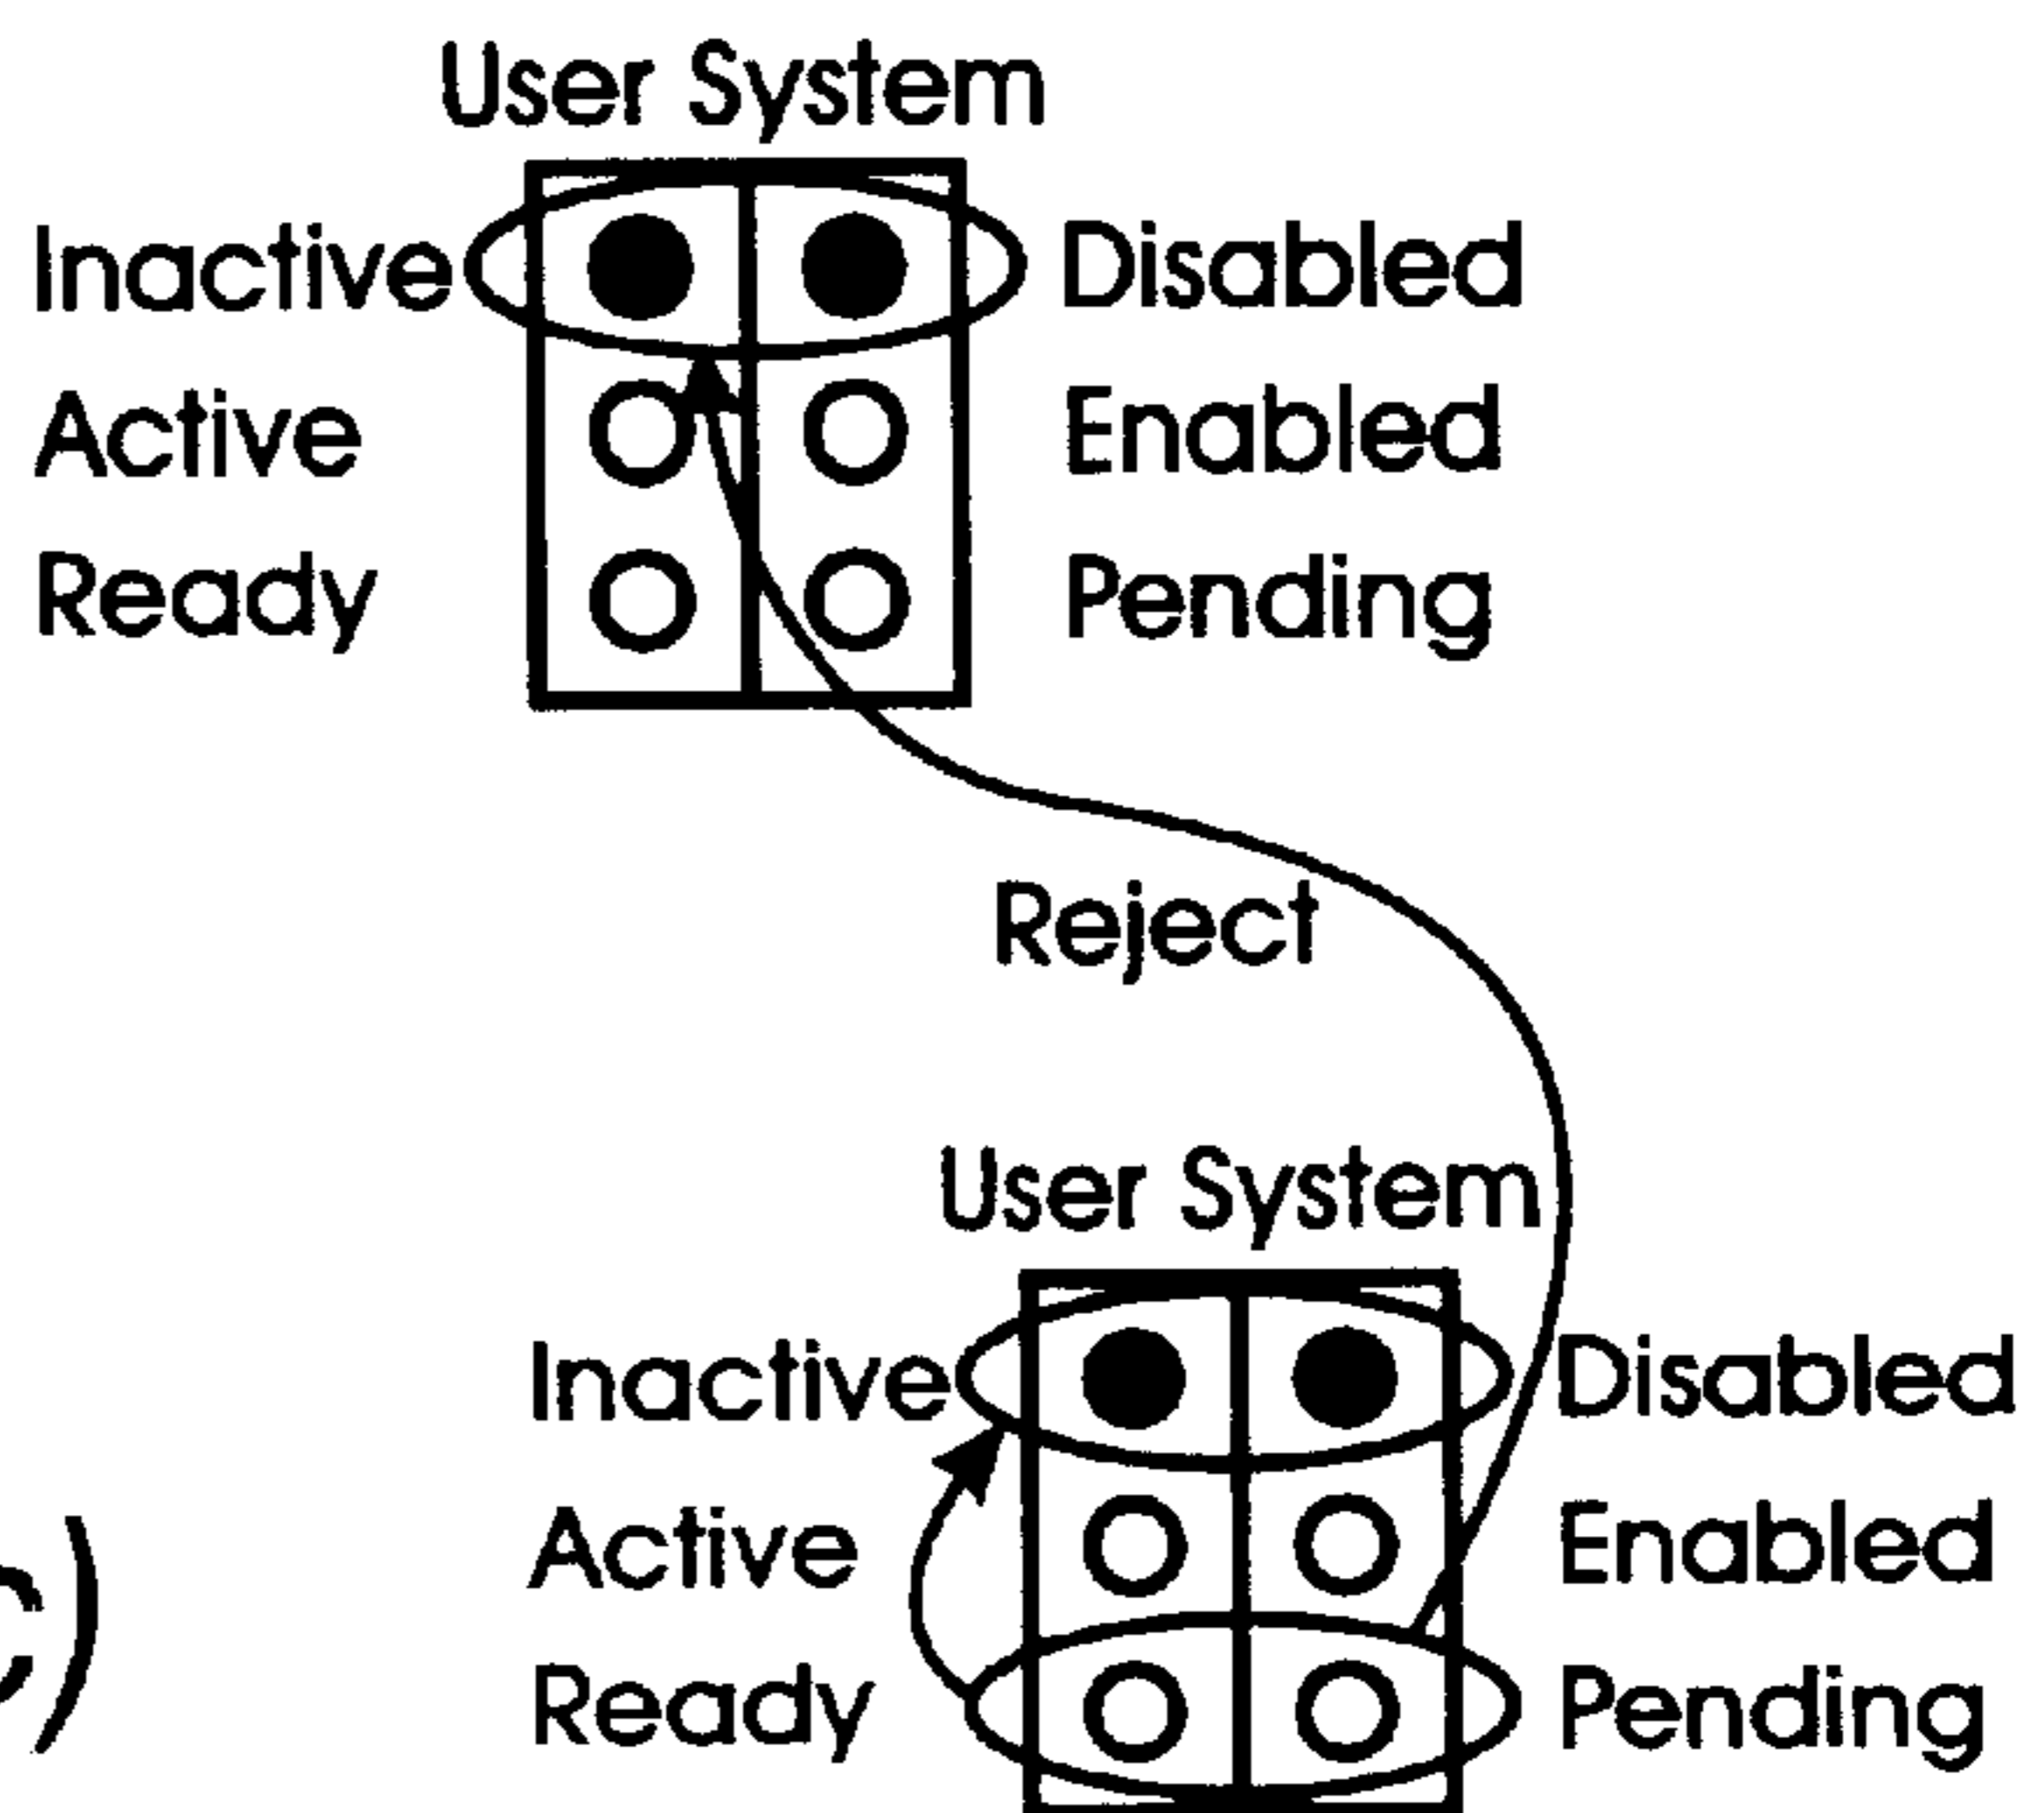 User System
Inactive Disabled
Active Enabled
Ready Pending
Reject
User System
Inactive Disabled
Active Enabled
Ready Pending